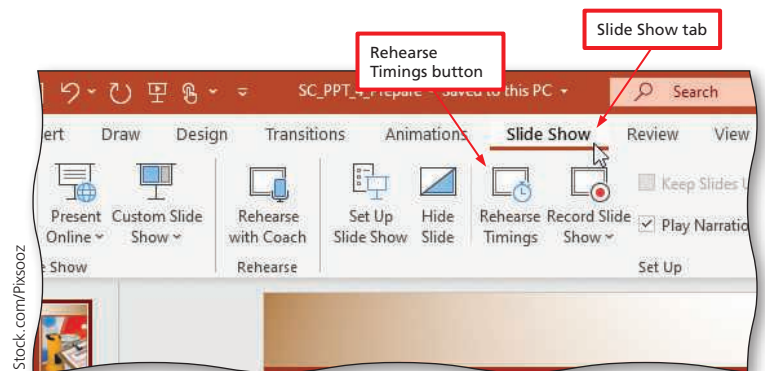 Slide Show tab
Rehearse
Timings button
SC_PPT_4_Prepare - Saved to this PC
Search
ert Draw Design Transitions Animations Slide Show Review View
Present Online
Custom Slide Show
Rehearse with Coach
Set Up Slide Show
Hide Slide
Rehearse Timings
Record Slide Show
Keep Slides U
Play Narratio
Show
Rehearse
Set Up
Stock.com/Pixsooz